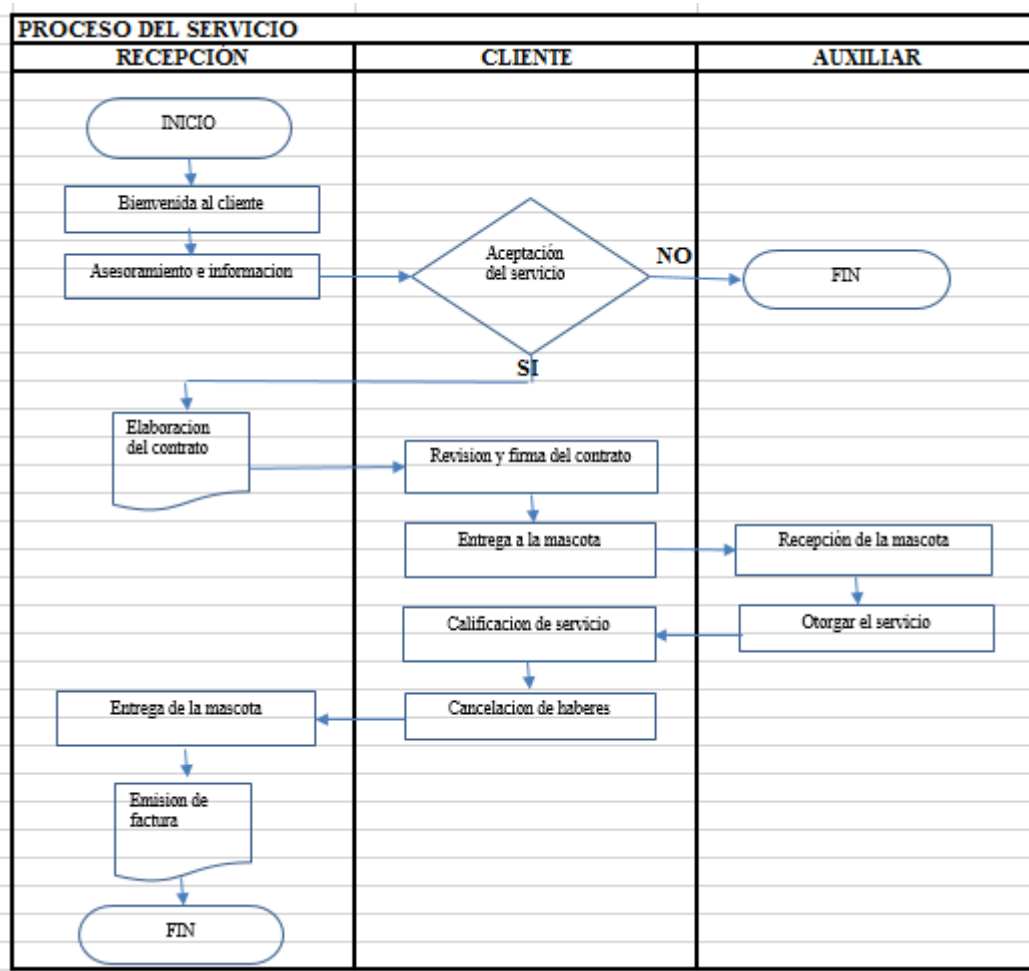 PROCESO DEL SERVICIO
RECEPCIÓN
CLIENTE
AUXILIAR
INICIO
Bienvenida al cliente
Asesoramiento e informacion
Aceptación
del servicio
NO
FIN
SI
Elaboracion
del contrato
Revision y firma del contrato
Entrega a la mascota
Recepción de la mascota
Otorgar el servicio
Calificacion de servicio
Cancelacion de haberes
Entrega de la mascota
Emision de
factura
FIN